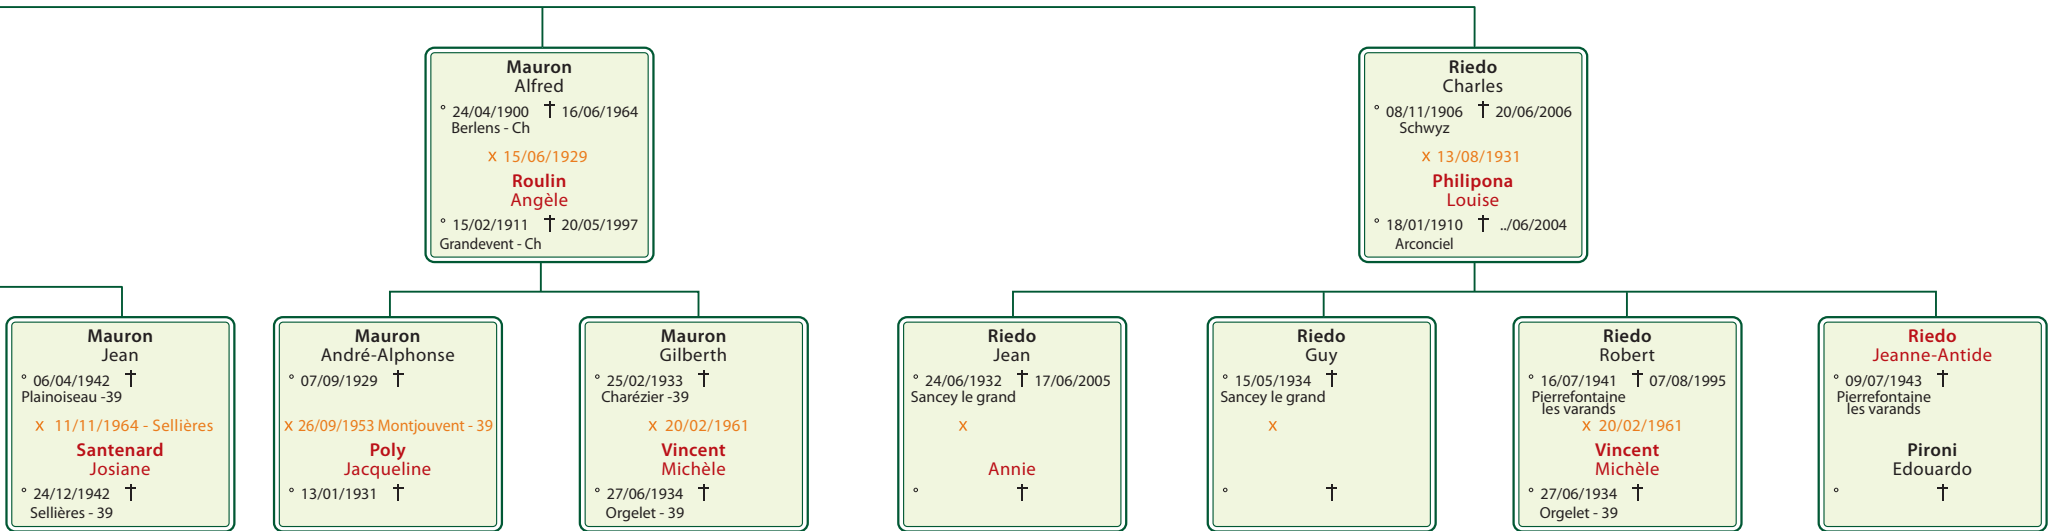 Mauron
Alfred
° 24/04/1900 † 16/06/1964
Berlens - Ch
x 15/06/1929
Roulin
Angèle
° 15/02/1911 † 20/05/1997
Grandevent - Ch
Riedo
Charles
° 08/11/1906 † 20/06/2006
Schwyz
x 13/08/1931
Philipona
Louise
° 18/01/1910 † ../06/2004
Arconciel
Mauron
Jean
° 06/04/1942 †
Plainoiseau -39
x 11/11/1964 - Sellières
Santenard
Josiane
° 24/12/1942 †
Sellières - 39
Mauron
André-Alphonse
° 07/09/1929 †
x 26/09/1953 Montjouvent - 39
Poly
Jacqueline
° 13/01/1931 †
Mauron
Gilberth
° 25/02/1933 †
Charézier -39
x 20/02/1961
Vincent
Michèle
° 27/06/1934 †
Orgelet - 39
Riedo
Jean
° 24/06/1932 † 17/06/2005
Sancey le grand
x
Annie
° †
Riedo
Guy
° 15/05/1934 †
Sancey le grand
x
° †
Riedo
Robert
° 16/07/1941 † 07/08/1995
Pierrefontaine
les varands
x 20/02/1961
Vincent
Michèle
° 27/06/1934 †
Orgelet - 39
Riedo
Jeanne-Antide
° 09/07/1943 †
Pierrefontaine
les varands
Pironi
Edouardo
° †